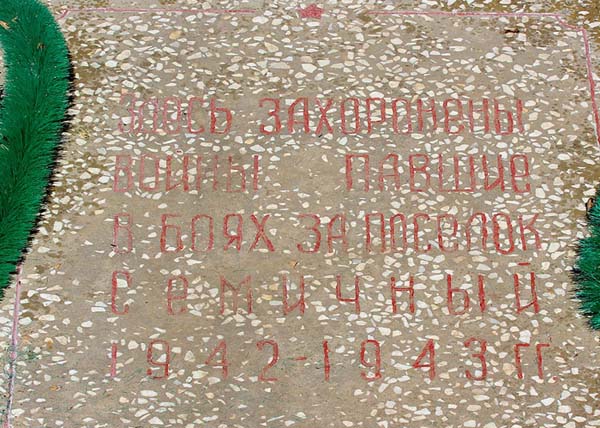 ЗДЕСЬ ЗАХОРОНЕНЫ
ВОИНЫ ПАВШИЕ
В БОЯХ ЗА ПОСЕЛОК
СЕМИЧНЫЙ
1942-1943 ГГ